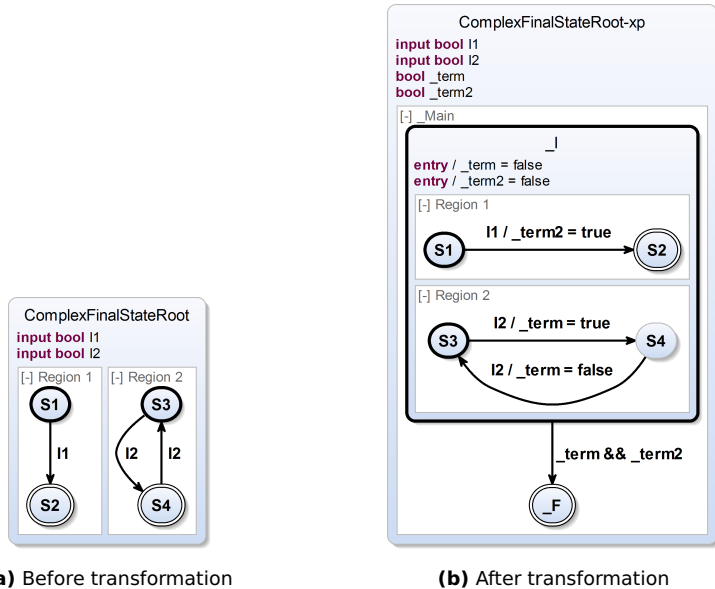 ComplexFinalStateRoot
input bool I1
input bool I2
[-] Region 1
S1
I1
S2
[-] Region 2
S3
I2
I2
S4
a) Before transformation
ComplexFinalStateRoot-xp
input bool I1
input bool I2
bool _term
bool _term2
[-] _Main
_I
entry / _term = false
entry / _term2 = false
[-] Region 1
S1
I1 / _term2 = true
S2
[-] Region 2
S3
I2 / _term = true
S4
I2 / _term = false
_term && _term2
_F
(b) After transformation